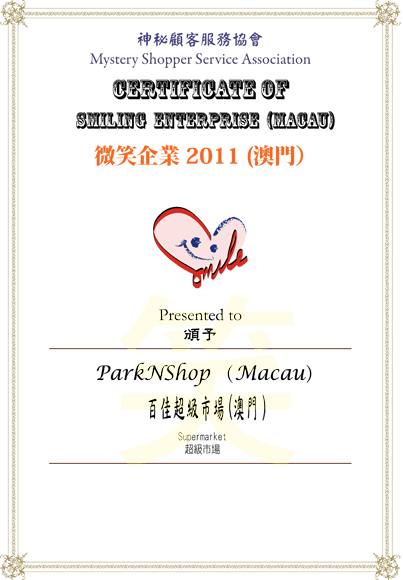 神秘顧客服務協會
Mystery Shopper Service Association
CERTIFICATE OF
SMILING ENTERPRISE (MACAU)
微笑企業 2011 (澳門)
Smile
Presented to
頒予
笑
ParkNShop (Macau)
百佳超級市場(澳門)
Supermarket
超級市場